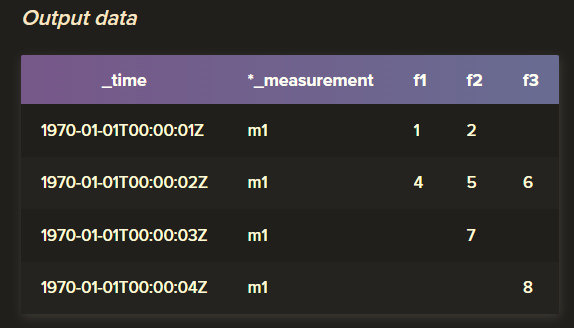 Output data
_time *_measurement f1 f2 f3
1970-01-01T00:00:01Z m1 1 2
1970-01-01T00:00:02Z m1 4 5 6
1970-01-01T00:00:03Z m1 7
1970-01-01T00:00:04Z m1 8